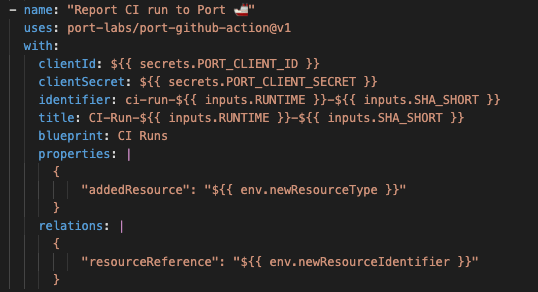 - name: "Report CI run to Port 🚢"
  uses: port-labs/port-github-action@v1
  with:
    clientId: ${{ secrets.PORT_CLIENT_ID }}
    clientSecret: ${{ secrets.PORT_CLIENT_SECRET }}
    identifier: ci-run-${{ inputs.RUNTIME }}-${{ inputs.SHA_SHORT }}
    title: CI-Run-${{ inputs.RUNTIME }}-${{ inputs.SHA_SHORT }}
    blueprint: CI Runs
    properties: |
      {
          "addedResource": "${{ env.newResourceType }}"
      }
    relations: |
      {
          "resourceReference": "${{ env.newResourceIdentifier }}"
      }